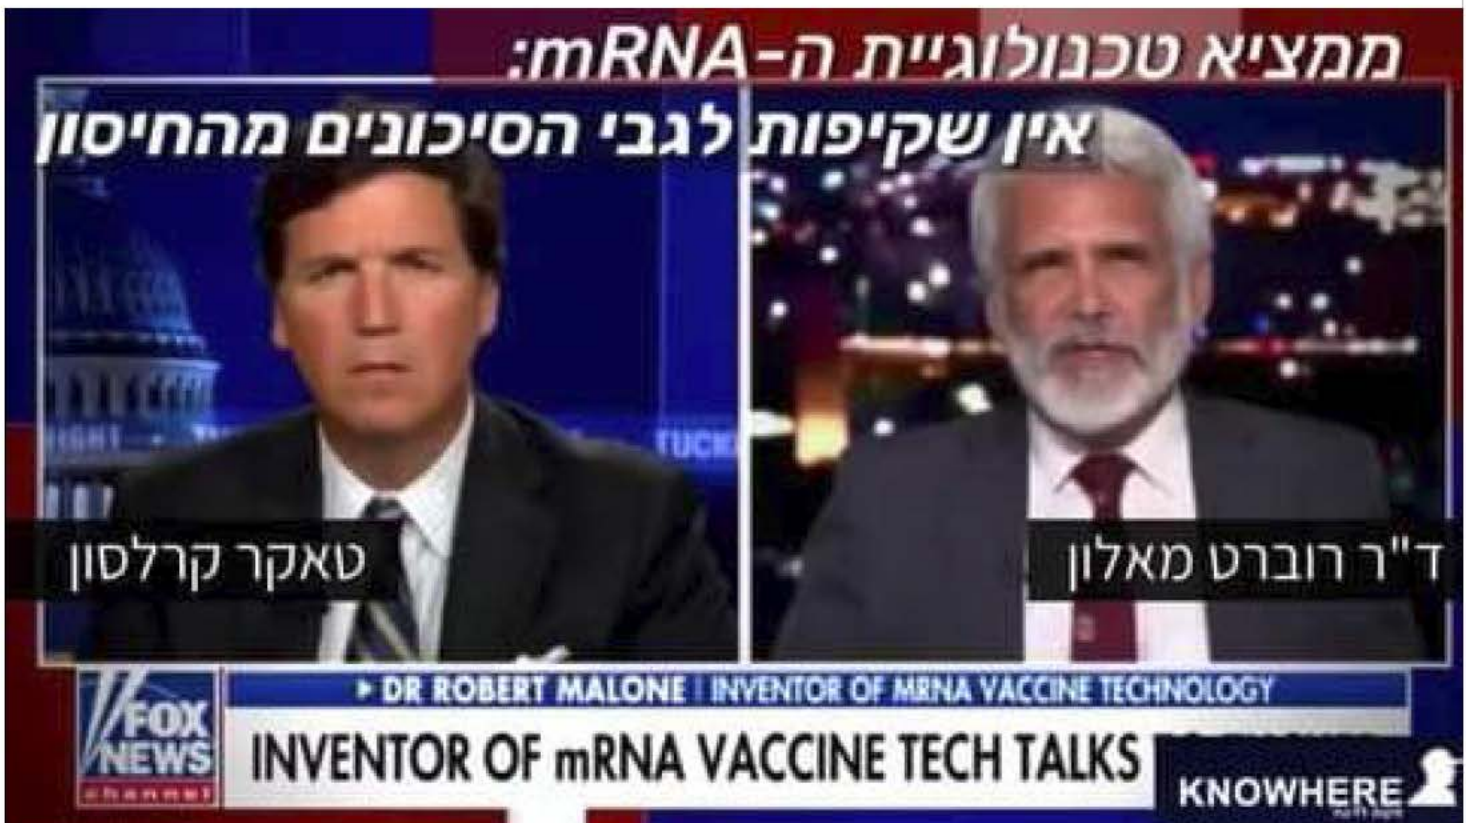 ממציא טכנולוגיית ה-mRNA:
אין שקיפות לגבי הסיכונים מהחיסון
טאקר קרלסון
ד"ר רוברט מאלון
DR ROBERT MALONE | INVENTOR OF MRNA VACCINE TECHNOLOGY
FOX
NEWS
channel
INVENTOR OF mRNA VACCINE TECH TALKS
KNOWHERE